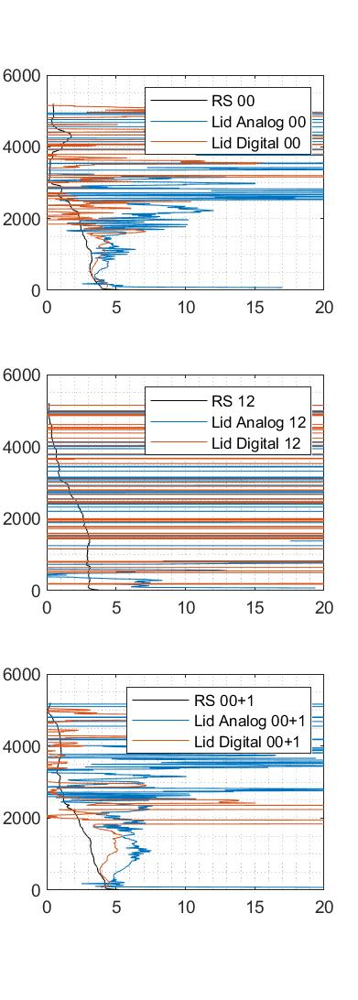 6000
RS 00
Lid Analog 00
Lid Digital 00
4000
2000
0
0 5 10 15 20
6000
RS 12
Lid Analog 12
Lid Digital 12
4000
2000
0
0 5 10 15 20
6000
RS 00+1
Lid Analog 00+1
Lid Digital 00+1
4000
2000
0
0 5 10 15 20